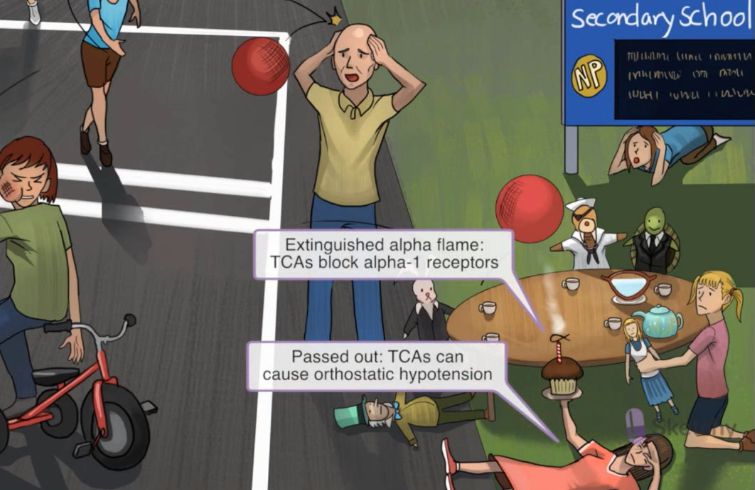 Secondary School
NP
Extinguished alpha flame:
TCAs block alpha-1 receptors
Passed out: TCAs can
cause orthostatic hypotension